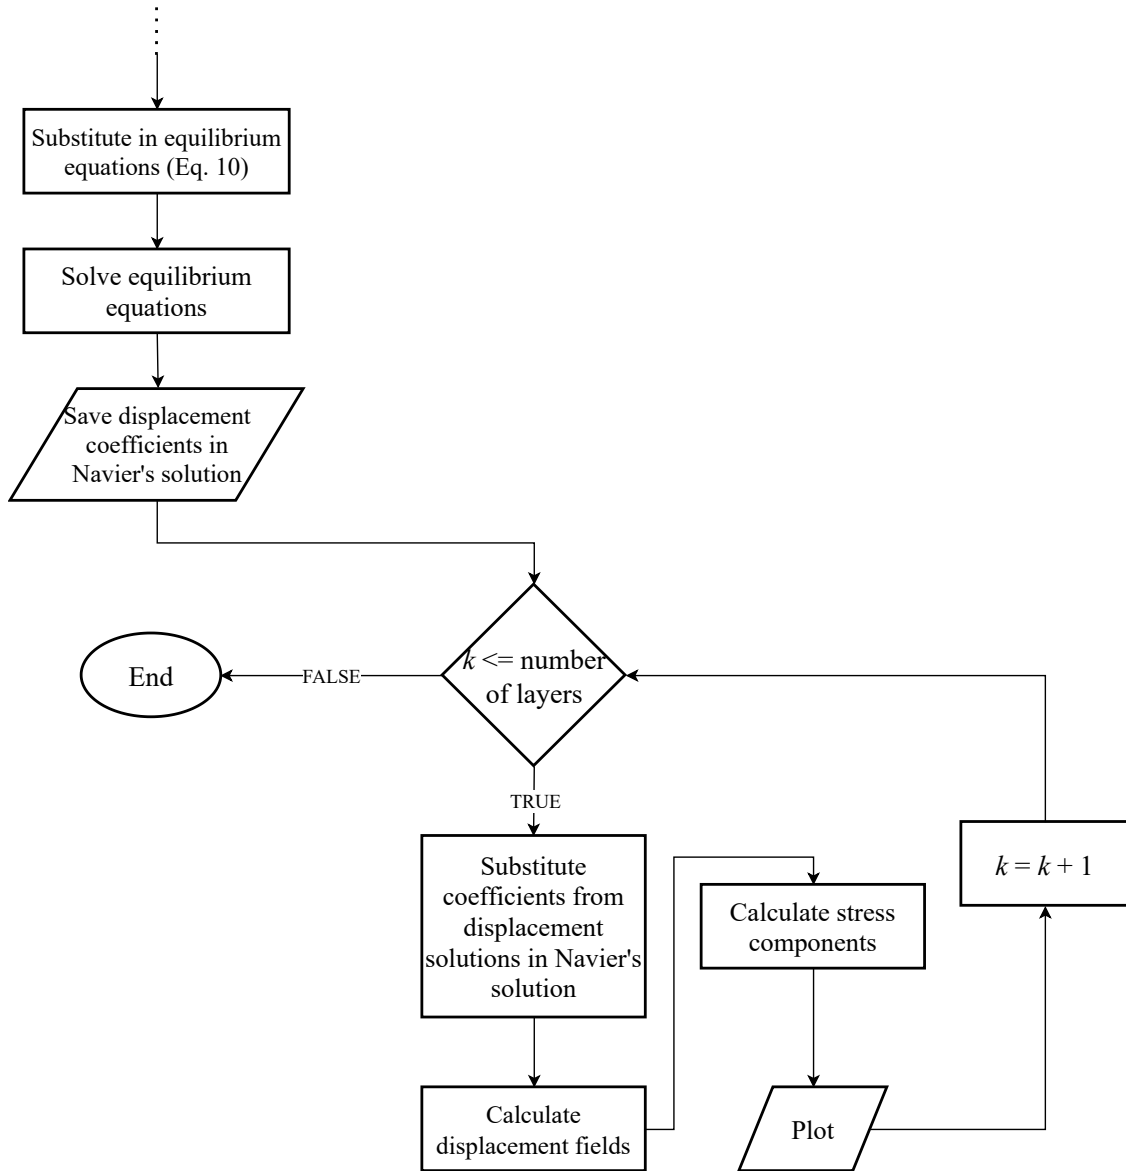 Substitute in equilibrium
equations (Eq. 10)
Solve equilibrium
equations
Save displacement
coefficients in
Navier's solution
k <= number
of layers
End
FALSE
TRUE
Substitute
coefficients from
displacement
solutions in Navier's
solution
Calculate
displacement fields
Calculate stress
components
Plot
k = k + 1